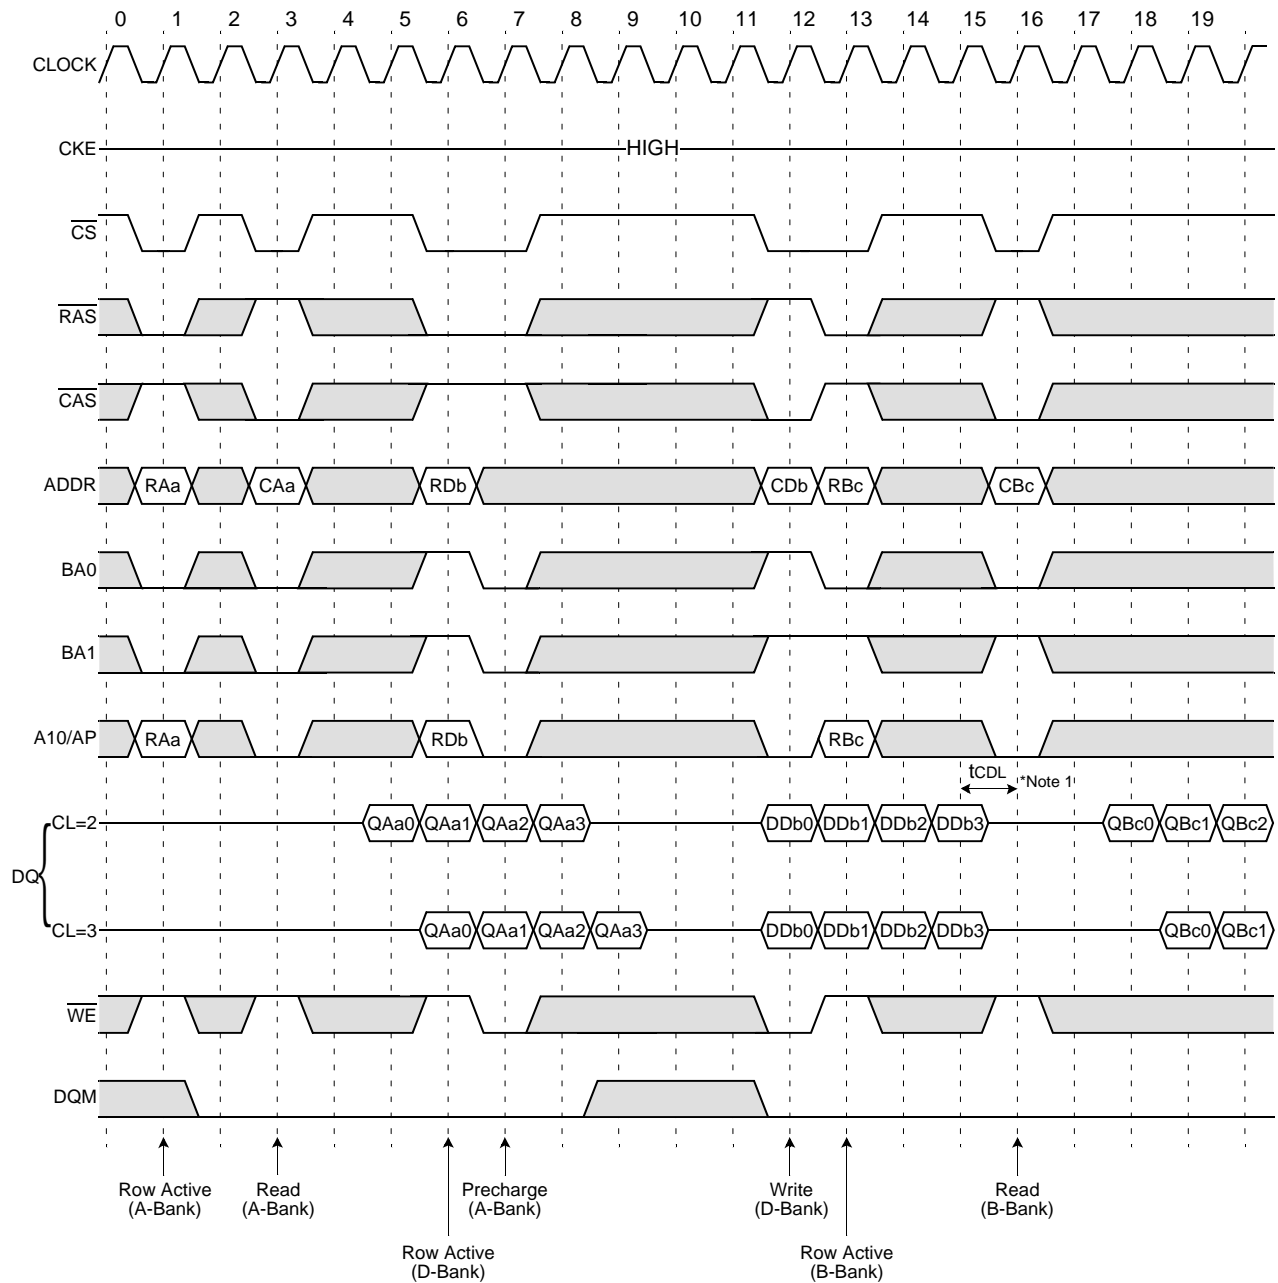 0 1 2 3 4 5 6 7 8 9 10 11 12 13 14 15 16 17 18 19
CLOCK
CKE HIGH
CS
RAS
CAS
ADDR RAa CAa RDb CDb RBc CBc
BA0
BA1
A10/AP RAa RDb RBc
tCDL *Note 1
CL=2 QAa0 QAa1 QAa2 QAa3 DDb0 DDb1 DDb2 DDb3 QBc0 QBc1 QBc2
DQ
CL=3 QAa0 QAa1 QAa2 QAa3 DDb0 DDb1 DDb2 DDb3 QBc0 QBc1
WE
DQM
Row Active
(A-Bank)
Read
(A-Bank)
Precharge
(A-Bank)
Write
(D-Bank)
Read
(B-Bank)
Row Active
(D-Bank)
Row Active
(B-Bank)